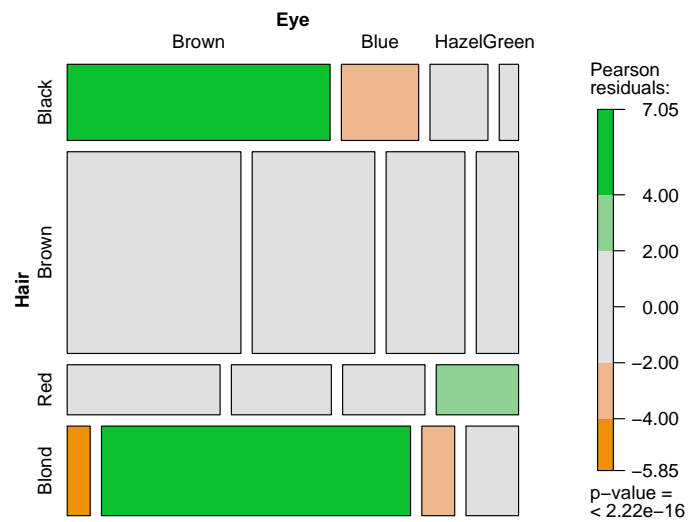 Eye
Brown Blue HazelGreen
Hair
Black
Brown
Red
Blond
Pearson
residuals:
7.05
4.00
2.00
0.00
−2.00
−4.00
−5.85
p−value =
< 2.22e−16